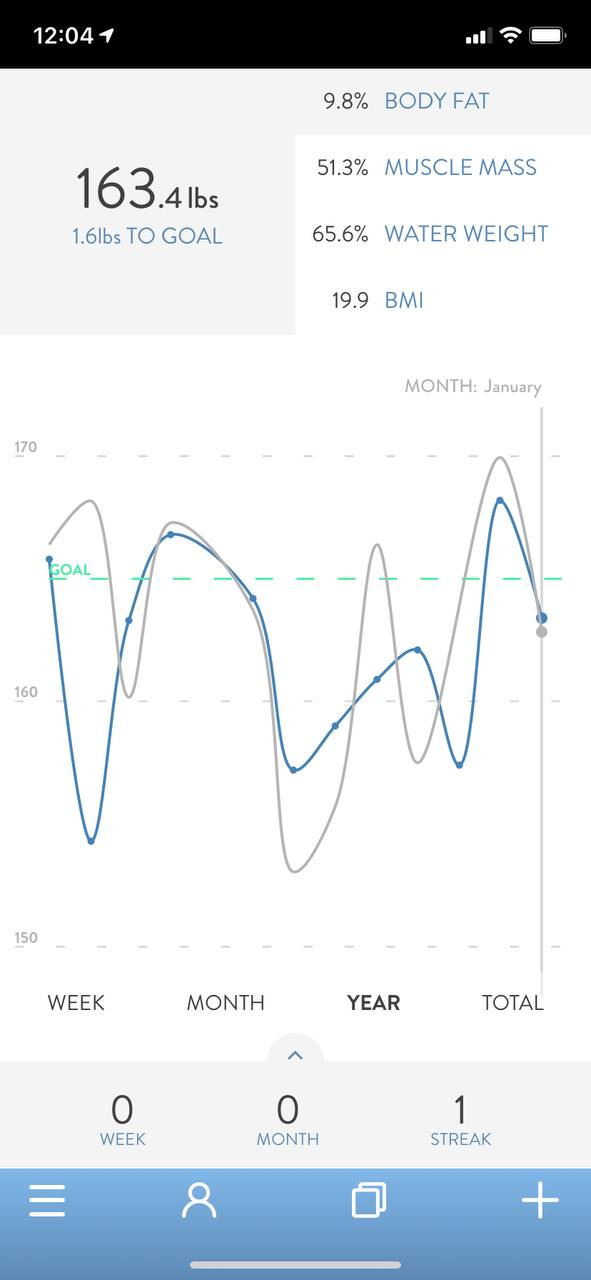 12:04
163.4 lbs
1.6lbs TO GOAL
9.8% BODY FAT
51.3% MUSCLE MASS
65.6% WATER WEIGHT
19.9 BMI
MONTH: January
170
GOAL
160
150
WEEK MONTH YEAR TOTAL
0 0 1
WEEK MONTH STREAK